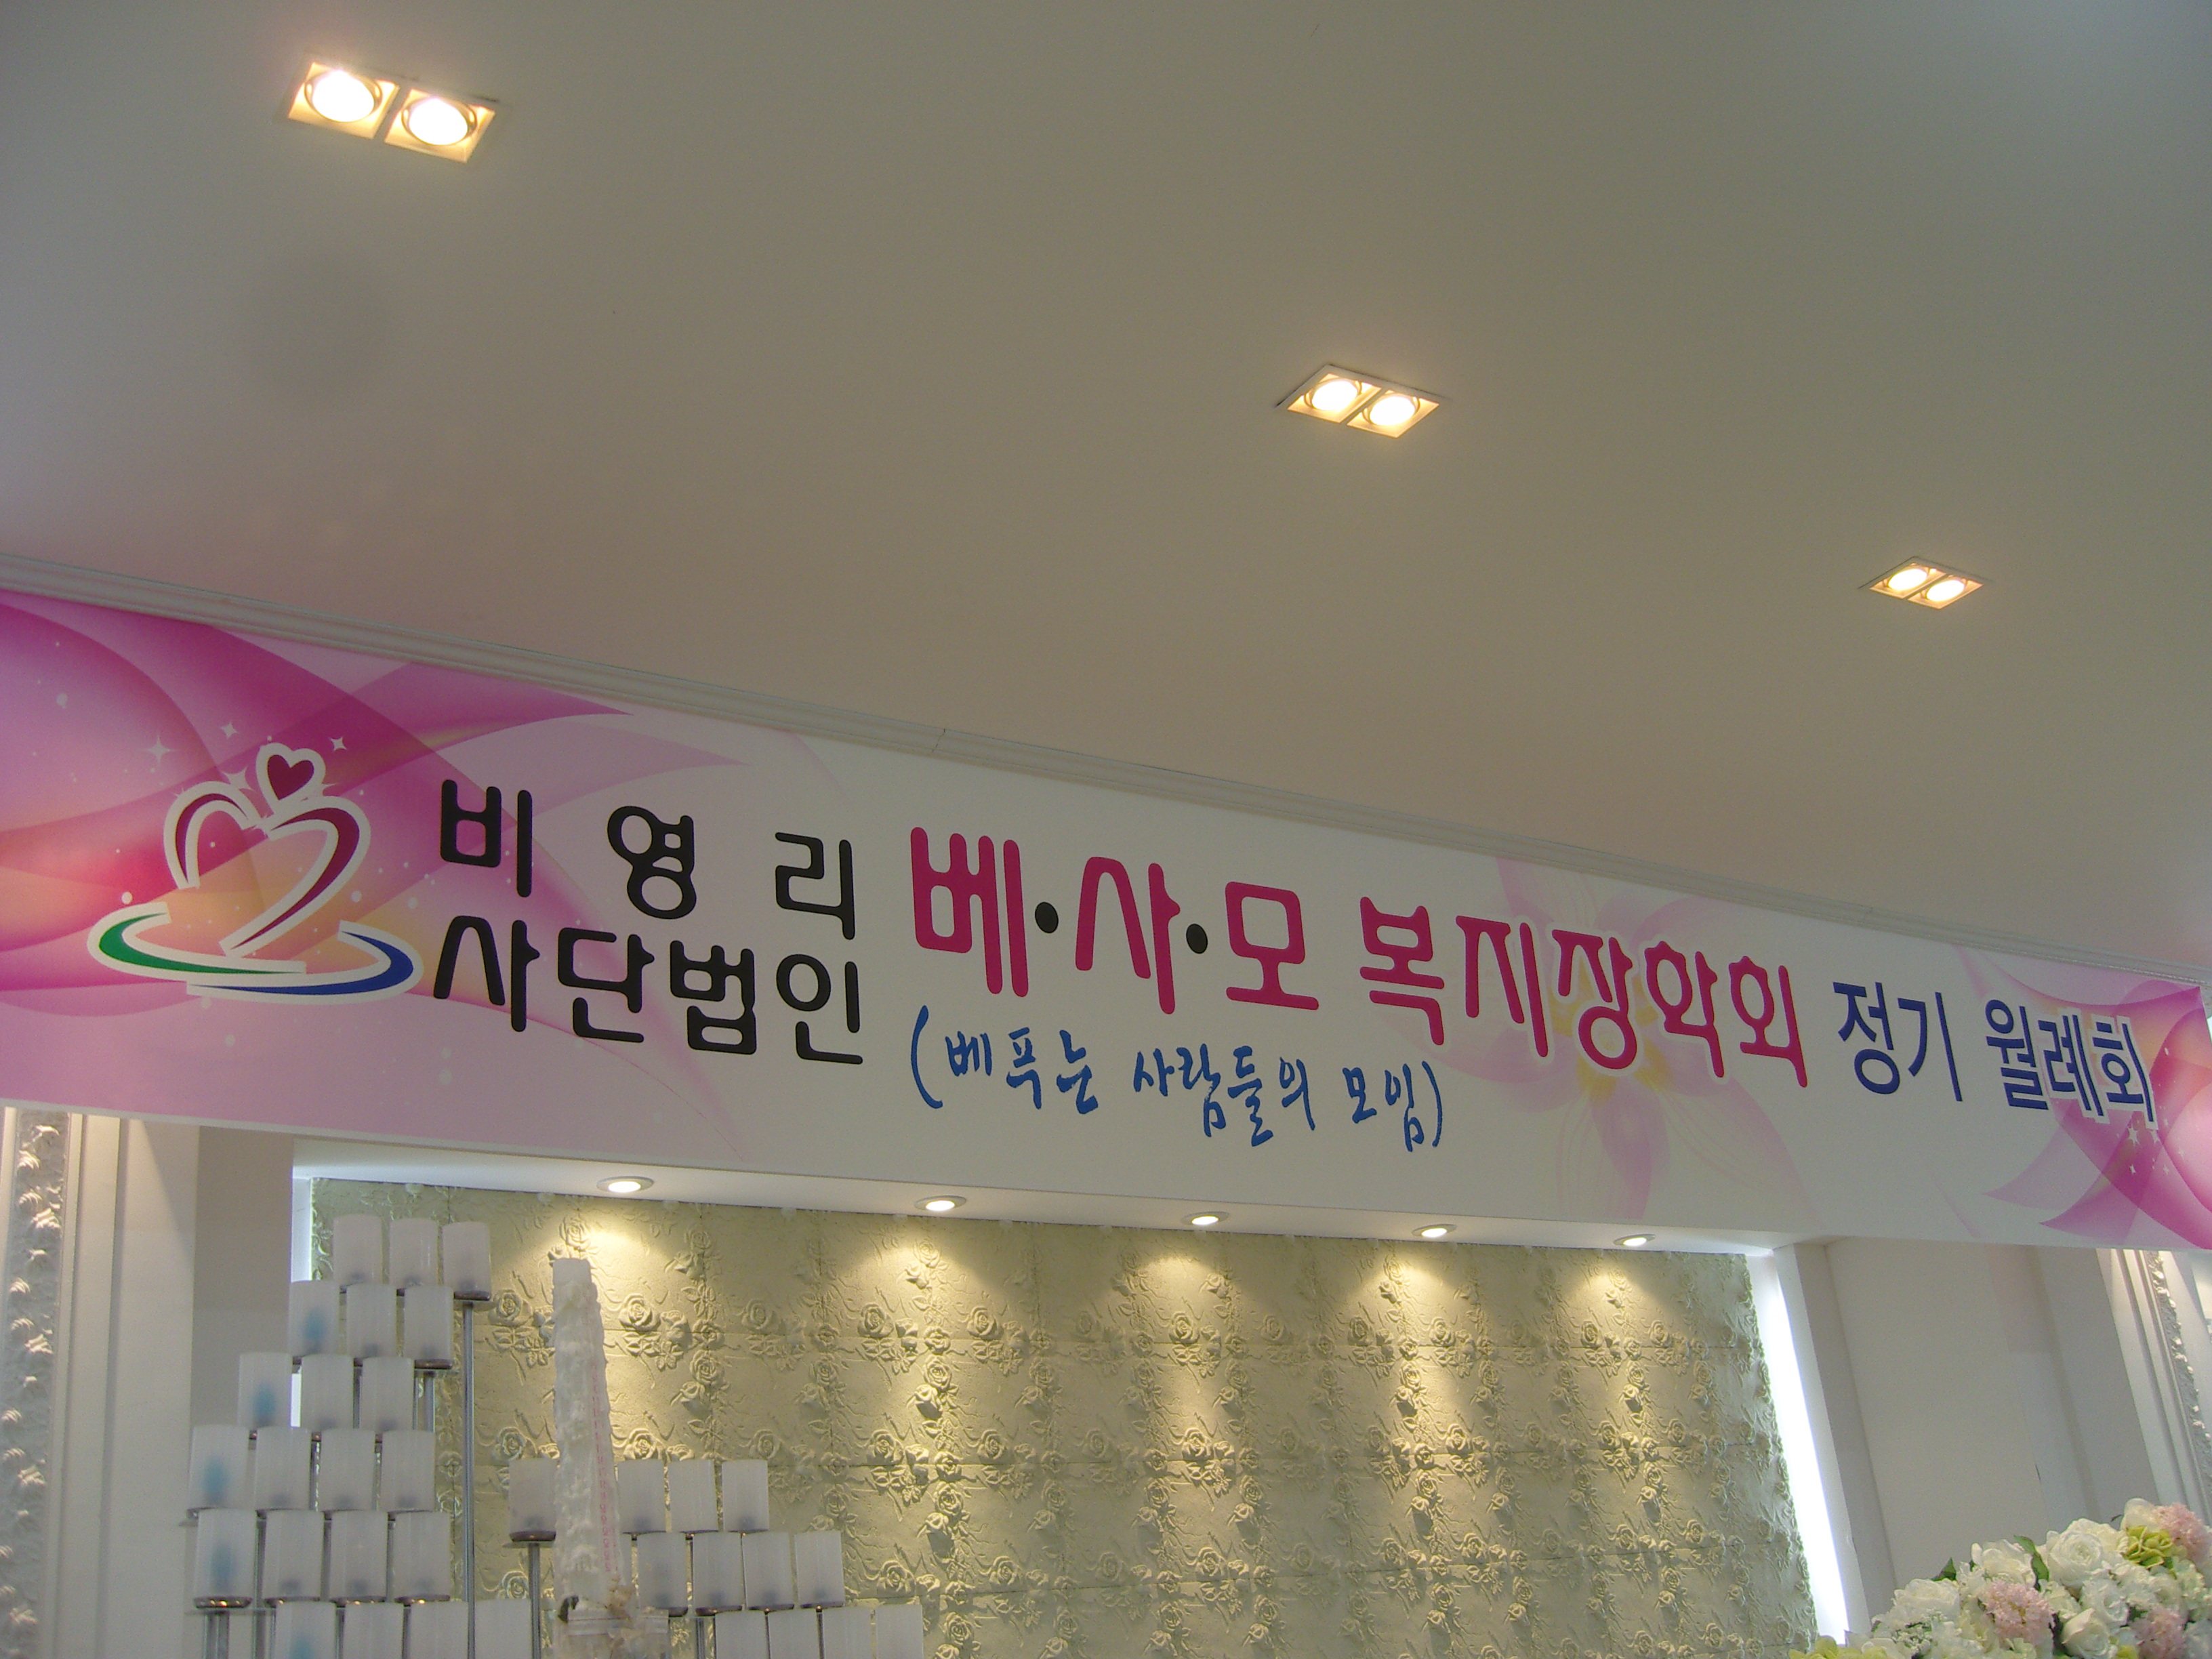 비영리
사단법인
베·사·모 복지장학회 정기 월례회
(베푸는 사람들의 모임)